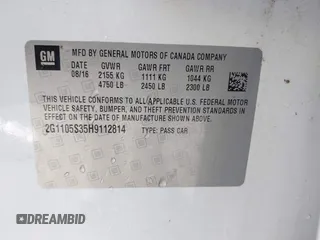 GM
MFD BY GENERAL MOTORS OF CANADA COMPANY
DATE GVWR GAWR FRT GAWR RR
08/16 2155 KG 1111 KG 1044 KG
4750 LB 2450 LB 2300 LB
THIS VEHICLE CONFORMS TO ALL APPLICABLE U.S. FEDERAL MOTOR
VEHICLE SAFETY, BUMPER, AND THEFT PREVENTION STANDARDS IN
EFFECT ON THE DATE OF MANUFACTURE SHOWN ABOVE.
2G1105S35H9112814 TYPE: PASS CAR
DREAMBID